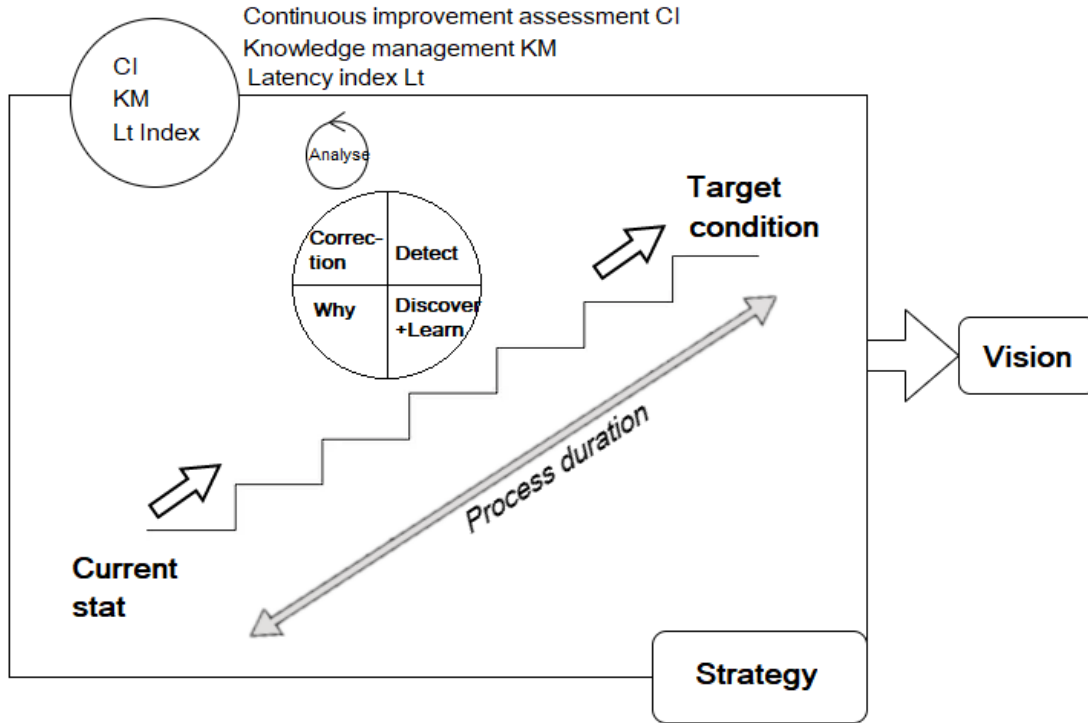 Continuous improvement assessment CI
Knowledge management KM
Latency index Lt
CI
KM
Lt Index
Analyse
Correc-
tion
Detect
Why
Discover
+Learn
Target
condition
Process duration
Vision
Current
stat
Strategy